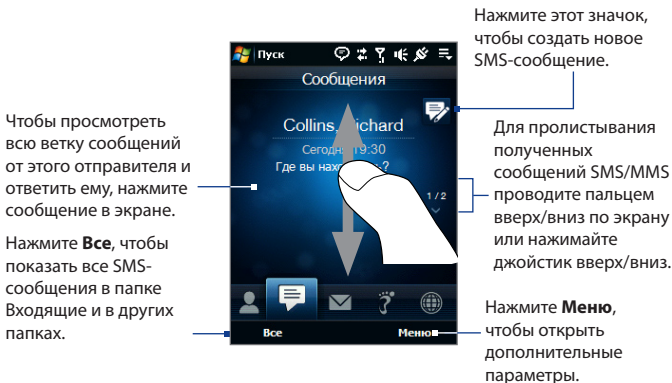 Нажмите этот значок,
чтобы создать новое
SMS-сообщение.
Пуск
Сообщения
Collins, Richard
Сегодня 19:30
Где вы ?
1 / 2
Все
Меню
Чтобы просмотреть
всю ветку сообщений
от этого отправителя и
ответить ему, нажмите
сообщение в экране.
Нажмите Все, чтобы
показать все SMS-
сообщения в папке
Входящие и в других
папках.
Для пролистывания
полученных
сообщений SMS/MMS
проводите пальцем
вверх/вниз по экрану
или нажимайте
джойстик вверх/вниз.
Нажмите Меню,
чтобы открыть
дополнительные
параметры.